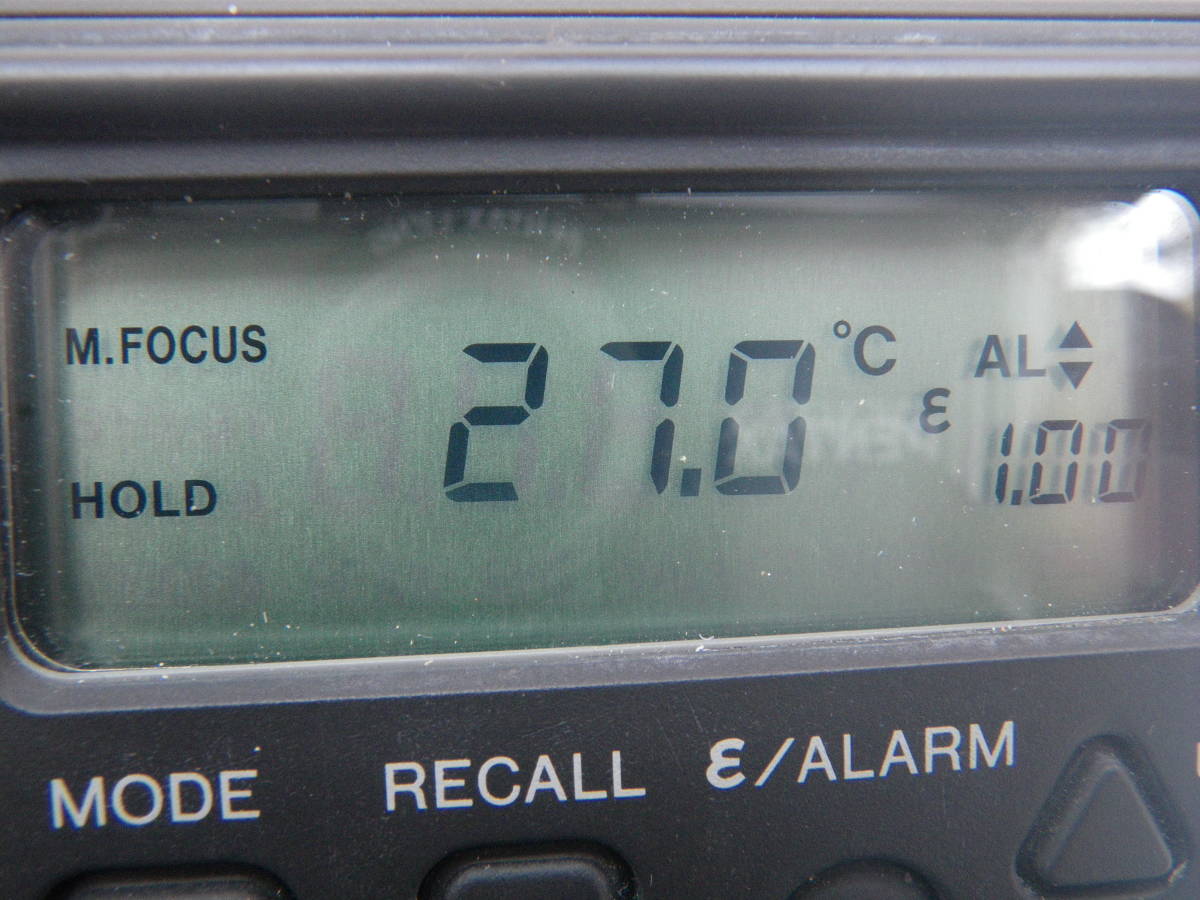 M.FOCUS
27.0 °C
AL▲▼
ε
HOLD
1.00
MODE
RECALL
ε/ALARM